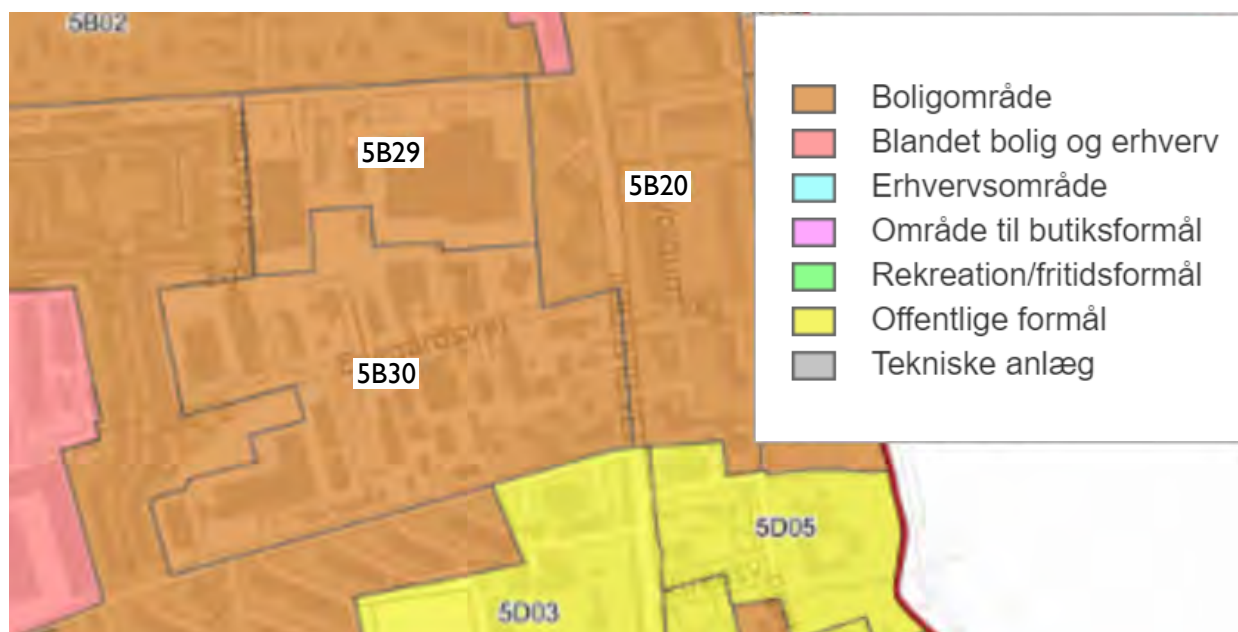 5B02
5B29
5B20
5B30
5D05
5D03
Boligområde
Blandet bolig og erhverv
Erhvervsområde
Område til butiksformål
Rekreation/fritidsformål
Offentlige formål
Tekniske anlæg